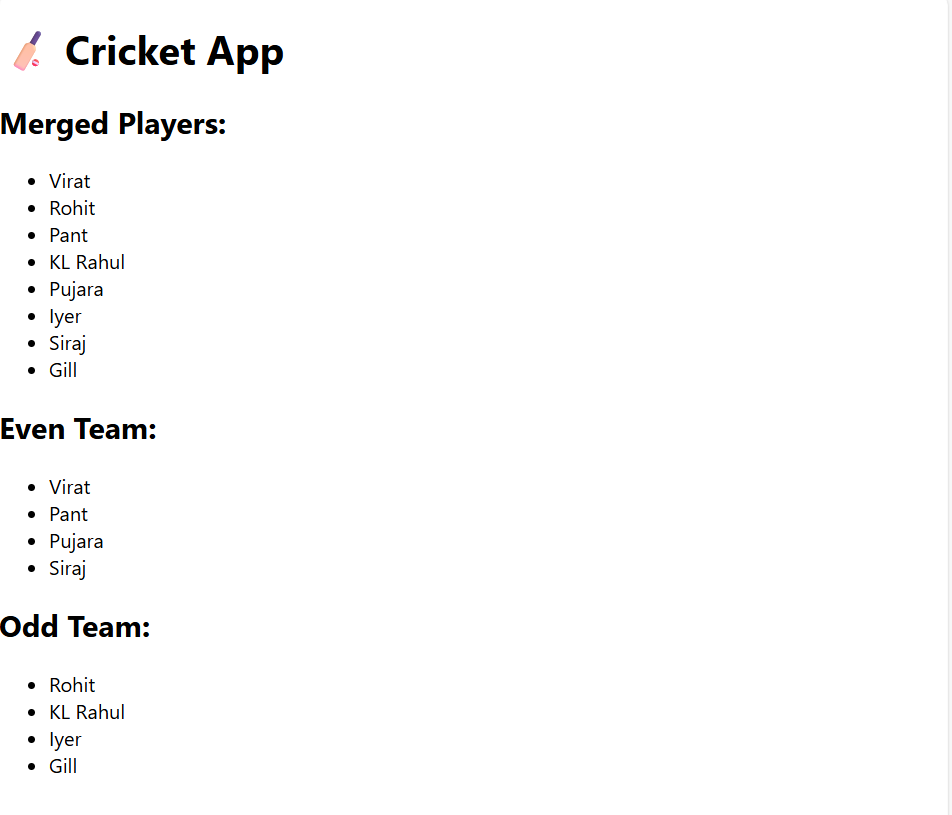 Cricket App
Merged Players:
Virat
Rohit
Pant
KL Rahul
Pujara
Iyer
Siraj
Gill
Even Team:
Virat
Pant
Pujara
Siraj
Odd Team:
Rohit
KL Rahul
Iyer
Gill